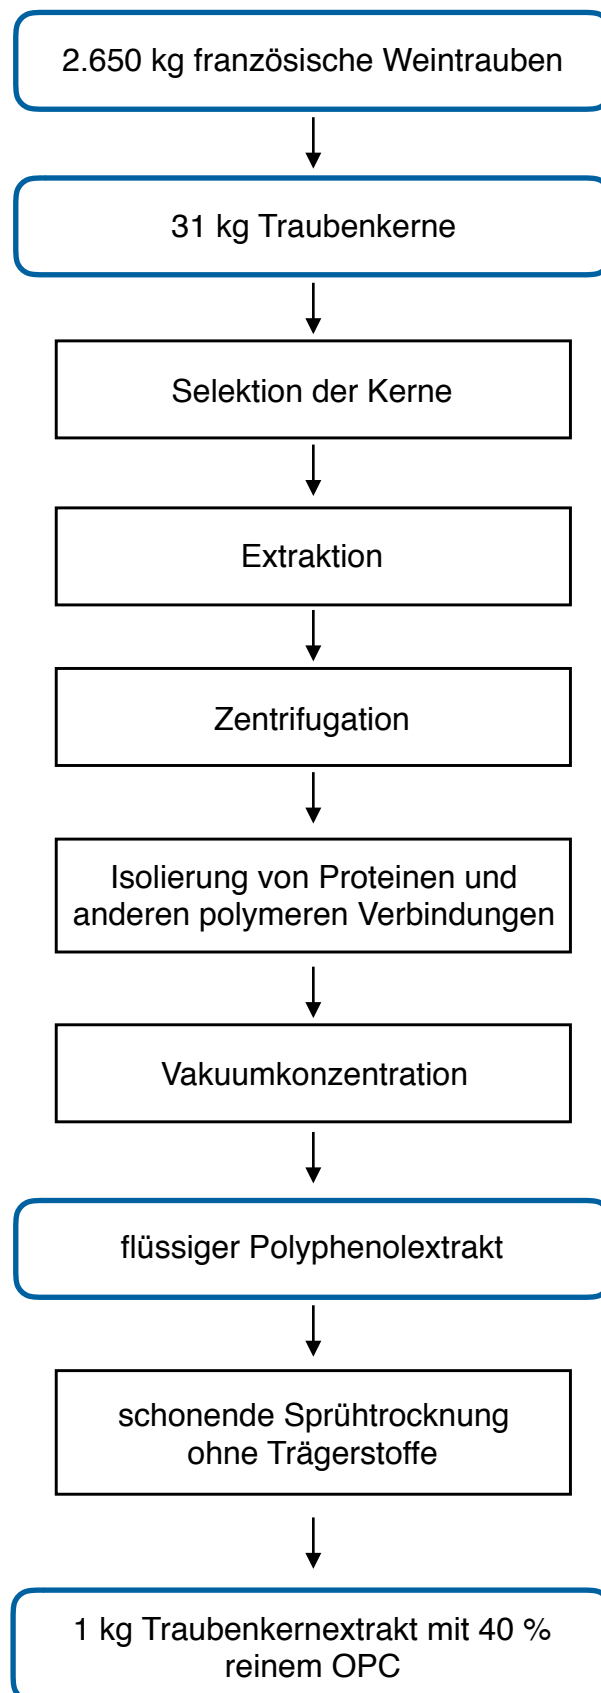 2.650 kg französische Weintrauben
31 kg Traubenkerne
Selektion der Kerne
Extraktion
Zentrifugation
Isolierung von Proteinen und
anderen polymeren Verbindungen
Vakuumkonzentration
flüssiger Polyphenolextrakt
schonende Sprühtrocknung
ohne Trägerstoffe
1 kg Traubenkernextrakt mit 40 %
reinem OPC